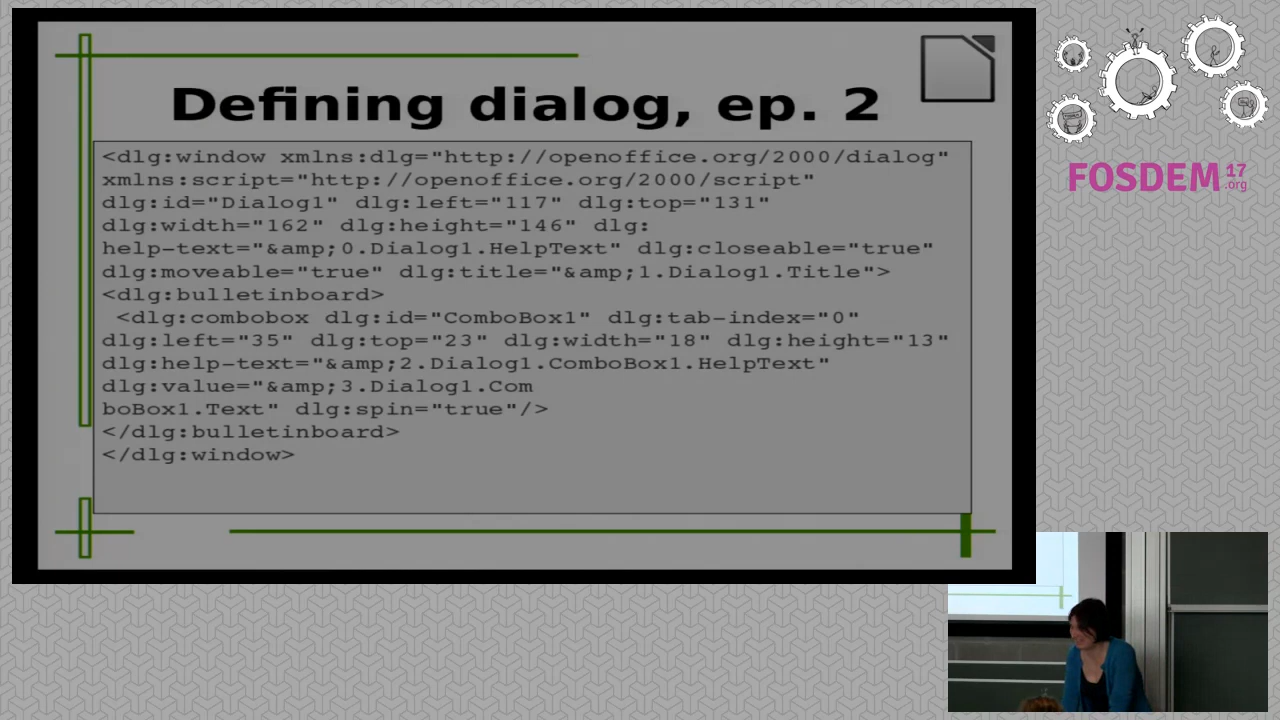 Defining dialog, ep. 2
<dlg:window xmlns:dlg="http://openoffice.org/2000/dialog"
xmlns:script="http://openoffice.org/2000/script"
dlg:id="Dialog1" dlg:left="117" dlg:top="131"
dlg:width="162" dlg:height="146" dlg:
help-text="&amp;0.Dialog1.HelpText" dlg:closeable="true"
dlg:moveable="true" dlg:title="&amp;1.Dialog1.Title">
<dlg:bulletinboard>
<dlg:combobox dlg:id="ComboBox1" dlg:tab-index="0"
dlg:left="35" dlg:top="23" dlg:width="18" dlg:height="13"
dlg:help-text="&amp;2.Dialog1.ComboBox1.HelpText"
dlg:value="&amp;3.Dialog1.Com
boBox1.Text" dlg:spin="true"/>
</dlg:bulletinboard>
</dlg:window>
FOSDEM 17
.org